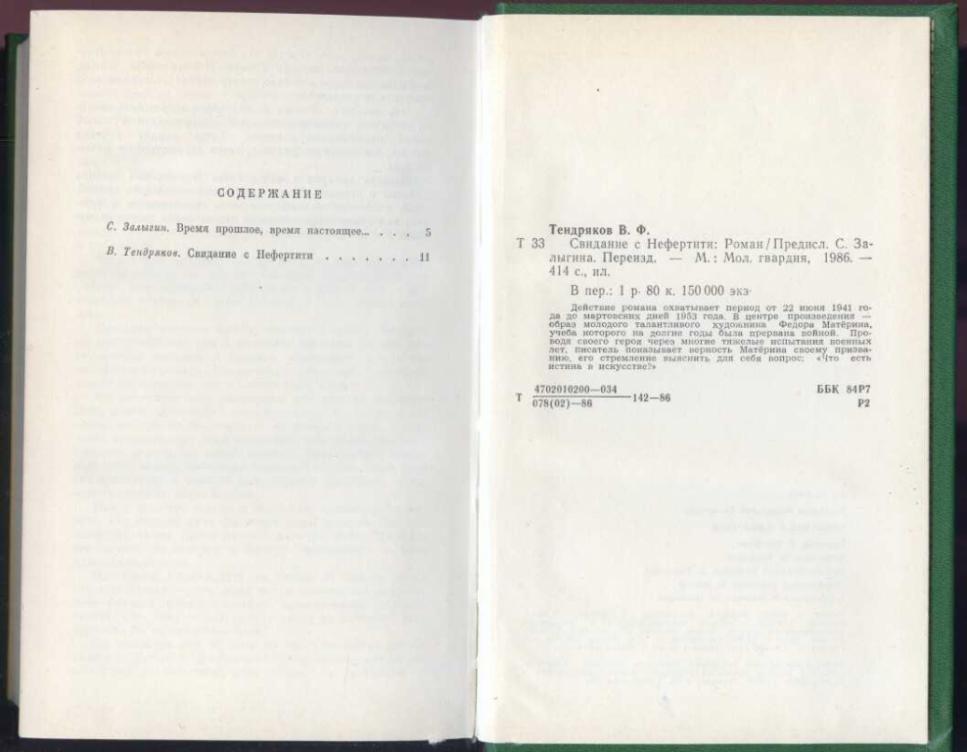 СОДЕРЖАНИЕ
С. Залыгин. Время прошлое, время настоящее... . . . 5
В. Тендряков. Свидание с Нефертити . . . . . . . 11
Тендряков В. Ф.
Т 33 Свидание с Нефертити: Роман / Предисл. С. За-
лыгина. Переизд. — М.: Мол. гвардия, 1986. —
414 с., ил.
В пер.: 1 р. 80 к. 150 000 экз.
Действие романа охватывает период от 22 июня 1941 го-
да до мартовских дней 1953 года. В центре произведения —
образ молодого талантливого художника Федора Матёрина,
учеба которого на долгие годы была прервана войной. Про-
водя своего героя через многие тяжелые испытания военных
лет, писатель показывает верность Матёрина своему призва-
нию, его стремление выяснить для себя вопрос: «Что есть
истина в искусстве?»
Т 4702010200—034
078(02)—86 142—86
ББК 84Р7
Р2